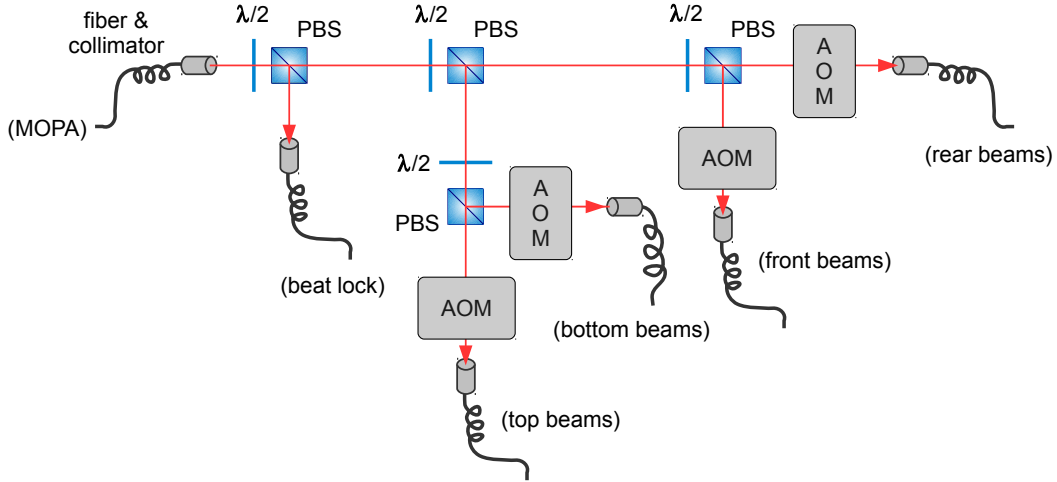 fiber &
collimator
λ/2
PBS
λ/2
PBS
λ/2
PBS
A
O
M
(MOPA)
AOM
(rear beams)
λ/2
A
O
M
PBS
(front beams)
(beat lock)
AOM
(bottom beams)
(top beams)